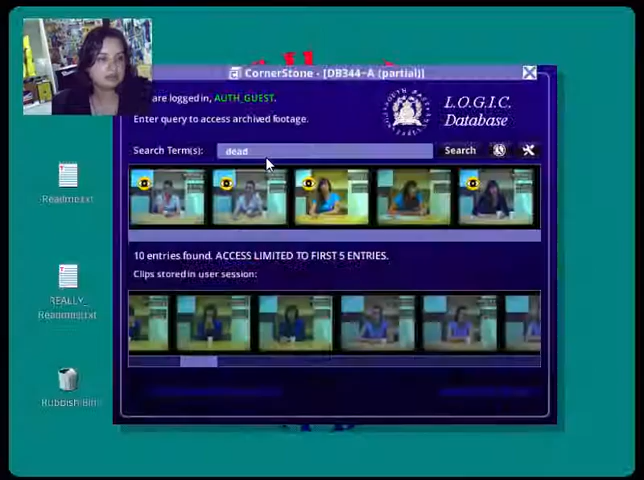 CornerStone - [DB344-A (partial)]
are logged in, AUTH_GUEST.
Enter query to access archived footage.
L.O.G.I.C.
Database
Search Term(s):
dead
Search
10 entries found. ACCESS LIMITED TO FIRST 5 ENTRIES.
Clips stored in user session:
Readme.txt
REALLY_
Readme.txt
Rubbish Bin